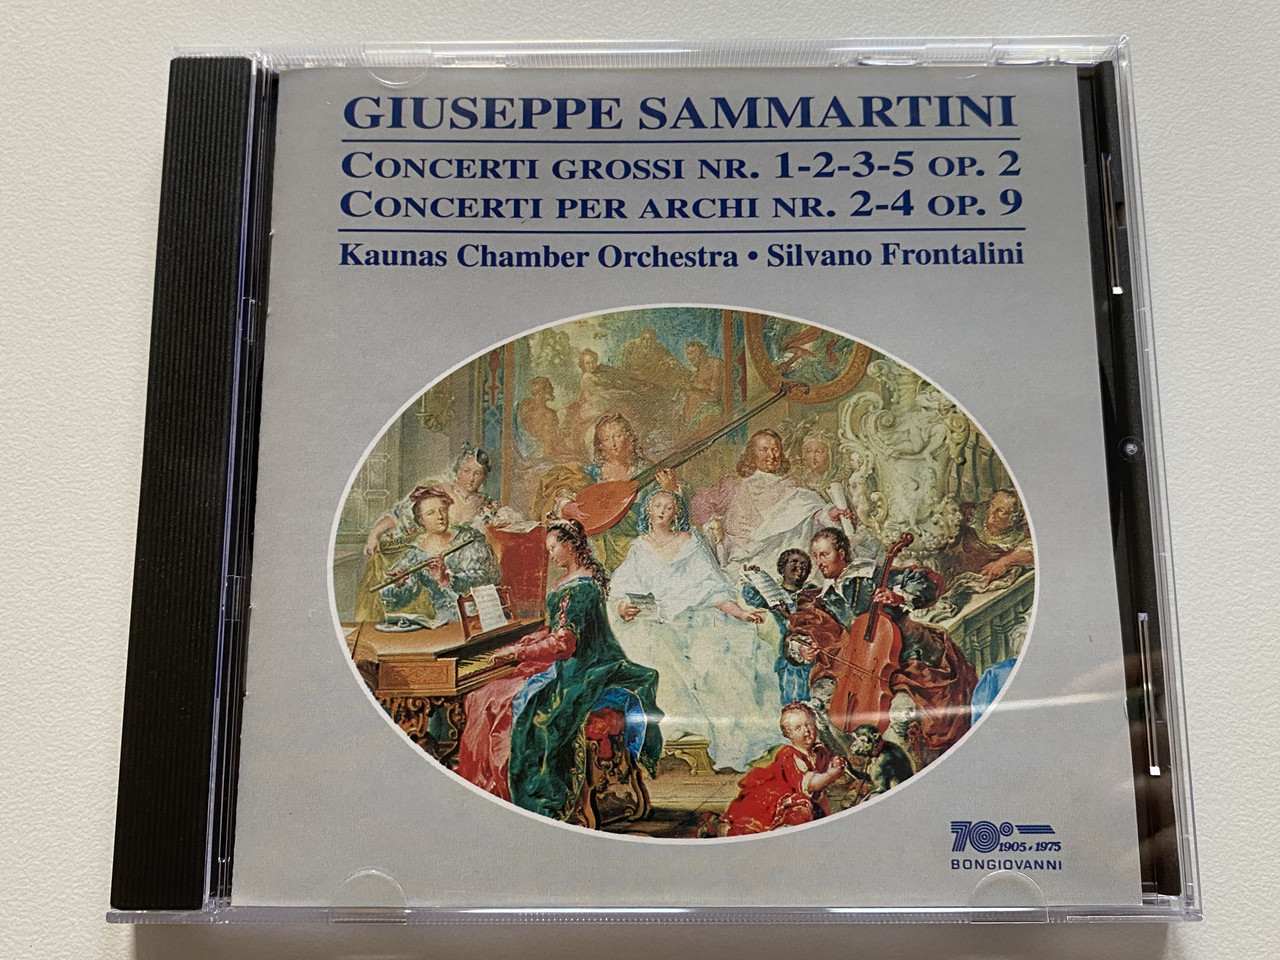 GIUSEPPE SAMMARTINI
CONCERTI GROSSI NR. 1-2-3-5 OP. 2
CONCERTI PER ARCHI NR. 2-4 OP. 9
Kaunas Chamber Orchestra • Silvano Frontalini
70°
1905 • 1975
BONGIOVANNI